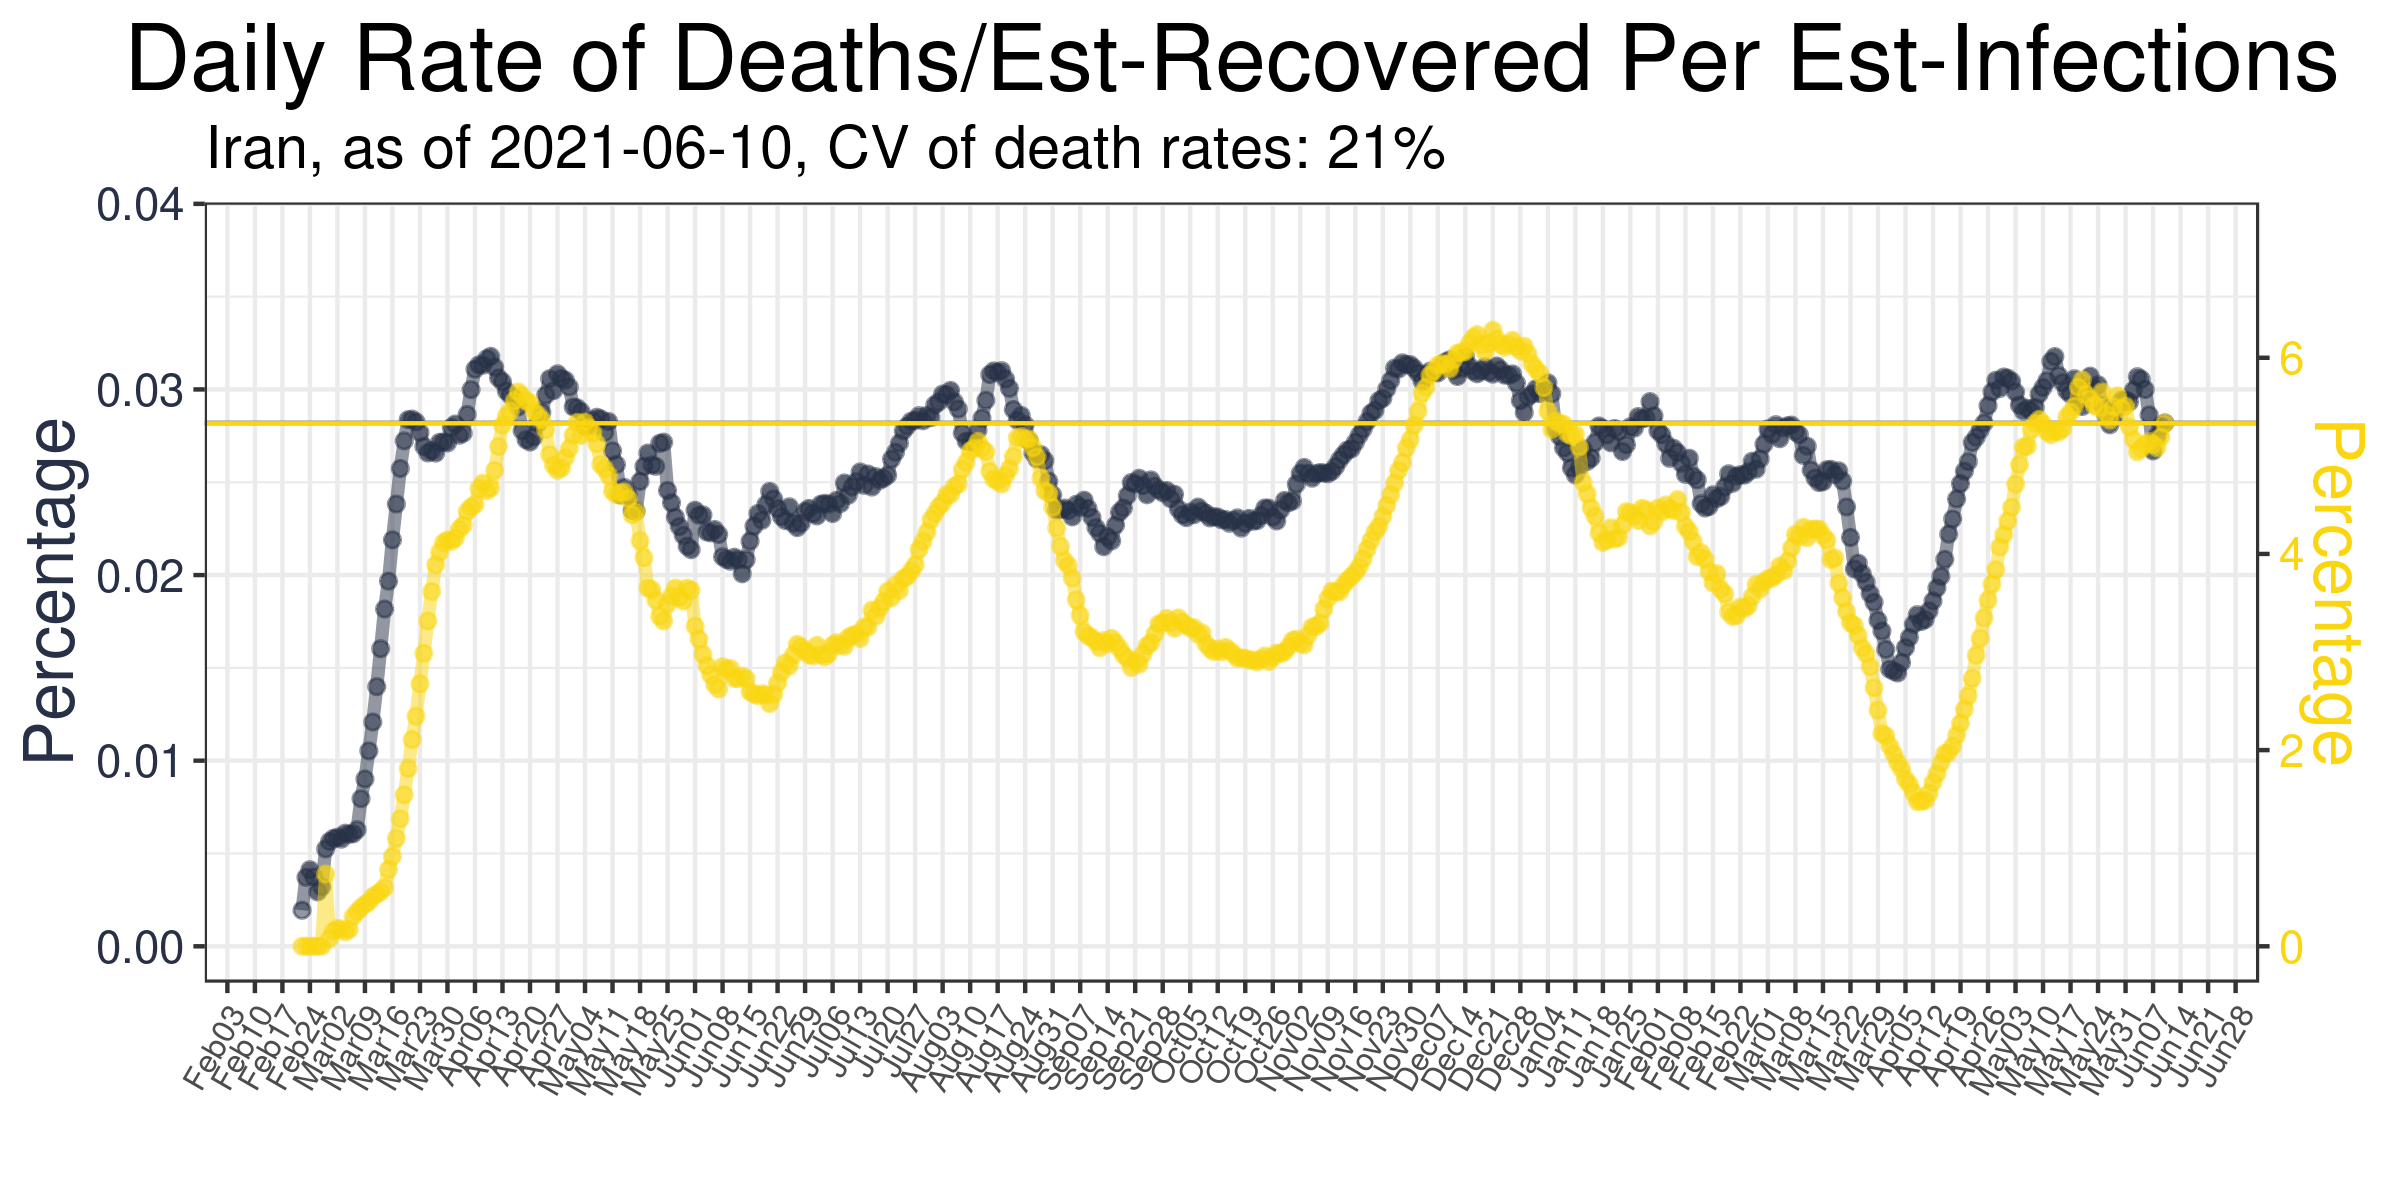 Daily Rate of Deaths/Est-Recovered Per Est-Infections
Iran, as of 2021-06-10, CV of death rates: 21%
Percentage
0.04
0.03
0.02
0.01
0.00
6
4
2
0
Percentage
Feb03
Feb10
Feb17
Feb24
Mar02
Mar09
Mar16
Mar23
Mar30
Apr06
Apr13
Apr20
Apr27
May04
May11
May18
May25
Jun01
Jun08
Jun15
Jun22
Jun29
Jul06
Jul13
Jul20
Jul27
Aug03
Aug10
Aug17
Aug24
Aug31
Sep07
Sep14
Sep21
Sep28
Oct05
Oct12
Oct19
Oct26
Nov02
Nov09
Nov16
Nov23
Nov30
Dec07
Dec14
Dec21
Dec28
Jan04
Jan11
Jan18
Jan25
Feb01
Feb08
Feb15
Feb22
Mar01
Mar08
Mar15
Mar22
Mar29
Apr05
Apr12
Apr19
Apr26
May03
May10
May17
May24
May31
Jun07
Jun14
Jun21
Jun28